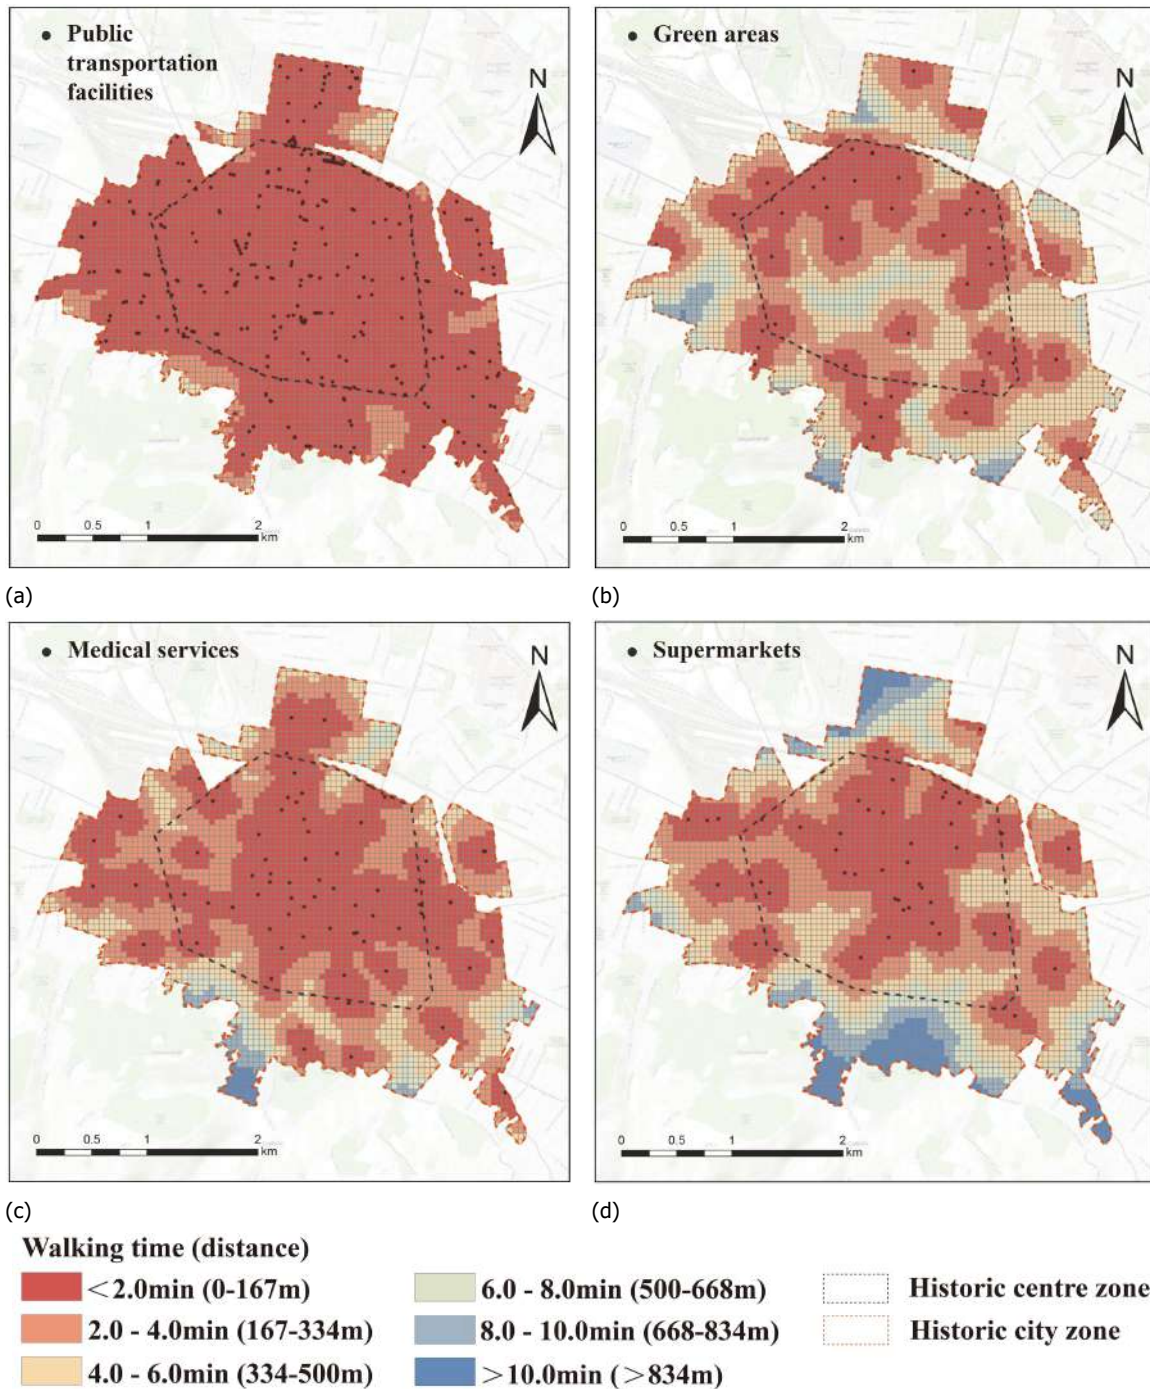 Public
transportation
facilities
N
0 0.5 1 2
km
(a)
Green areas
N
0 0.5 1 2
km
(b)
Medical services
N
0 0.5 1 2
km
(c)
Supermarkets
N
0 0.5 1 2
km
(d)
Walking time (distance)
<2.0min (0-167m)
2.0 - 4.0min (167-334m)
4.0 - 6.0min (334-500m)
6.0 - 8.0min (500-668m)
8.0 - 10.0min (668-834m)
>10.0min (>834m)
Historic centre zone
Historic city zone